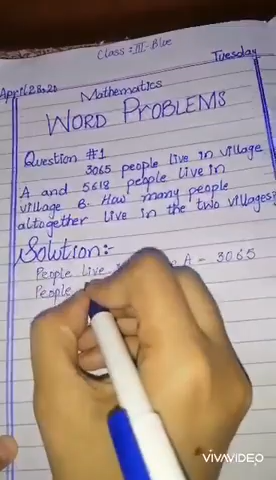 Class: III-Blue
April 28, 20
Tuesday
Mathematics
WORD PROBLEMS
Question #1
3065 people live in village
A and 5618 people live in
village B. How many people
altogether live in the two villages?
Solution:-
People Live A = 3065
People
VIVAVIDEO